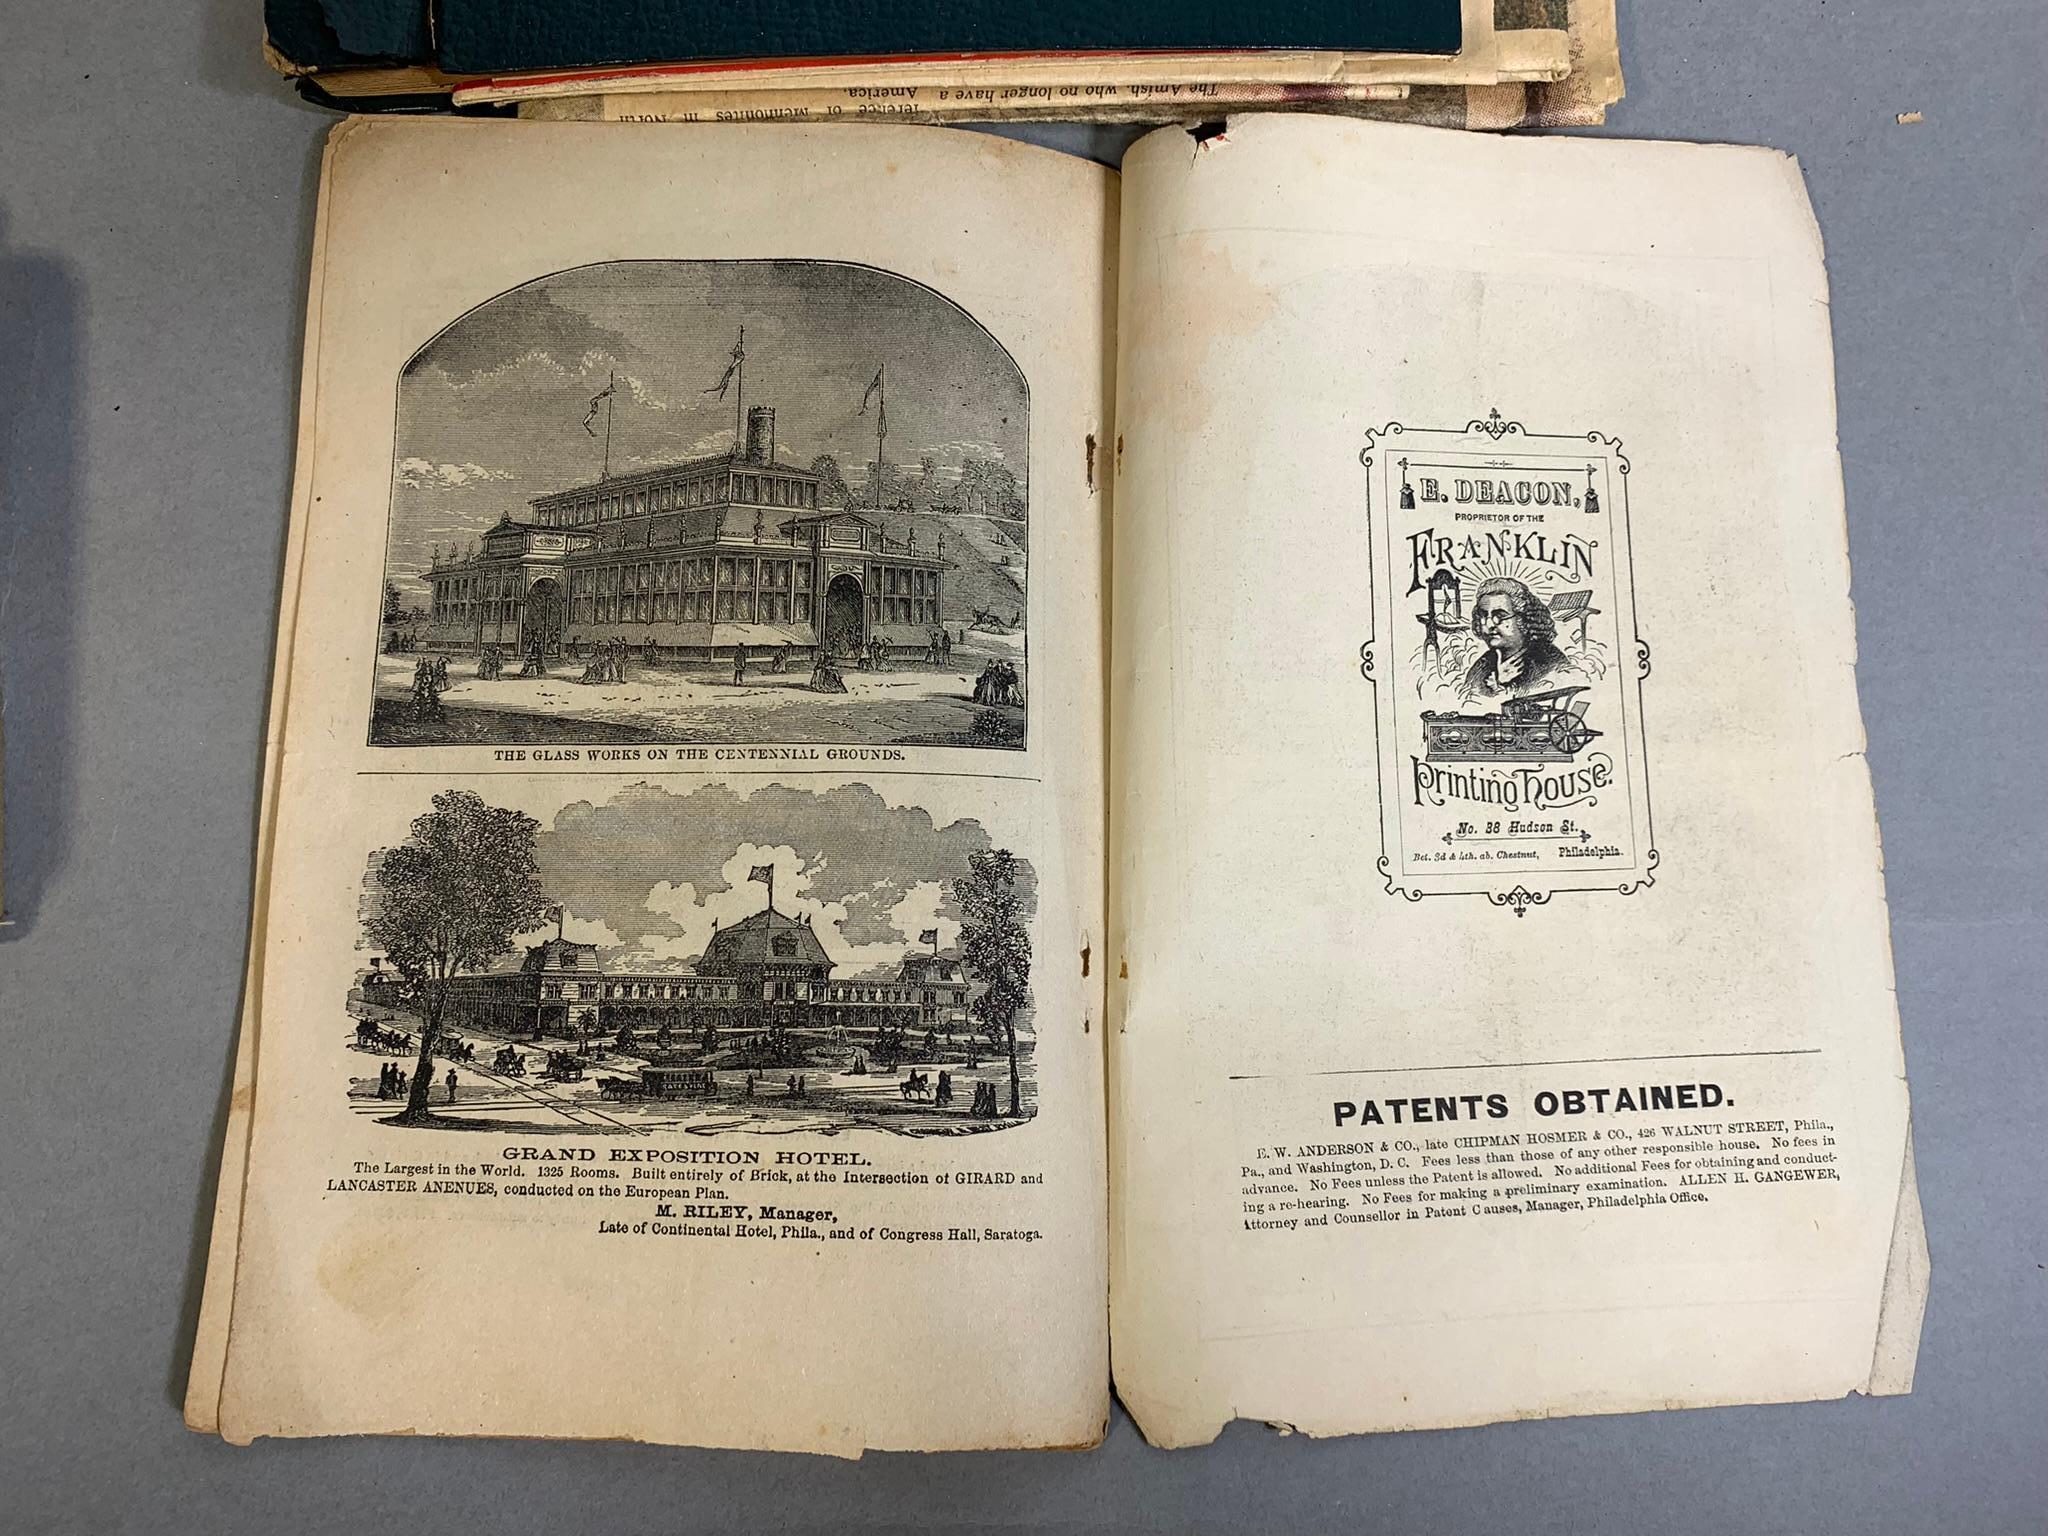 The Amish, who no longer have a
America.
ference of Mennonites in North
THE GLASS WORKS ON THE CENTENNIAL GROUNDS.
GRAND EXPOSITION HOTEL.
The Largest in the World. 1325 Rooms. Built entirely of Brick, at the Intersection of GIRARD and
LANCASTER ANENUES, conducted on the European Plan.
M. RILEY, Manager,
Late of Continental Hotel, Phila., and of Congress Hall, Saratoga.
E. DEACON,
PROPRIETOR OF THE
FRANKLIN
Printing House.
No. 38 Hudson St.,
Bet. 3d & 4th. ab. Chestnut, Philadelphia.
PATENTS OBTAINED.
E. W. ANDERSON & CO., late CHIPMAN HOSMER & CO., 426 WALNUT STREET, Phila.,
Pa., and Washington, D. C. Fees less than those of any other responsible house. No fees in
advance. No Fees unless the Patent is allowed. No additional Fees for obtaining and conduct-
ing a re-hearing. No Fees for making a preliminary examination. ALLEN H. GANGEWER,
Attorney and Counsellor in Patent Causes, Manager, Philadelphia Office.